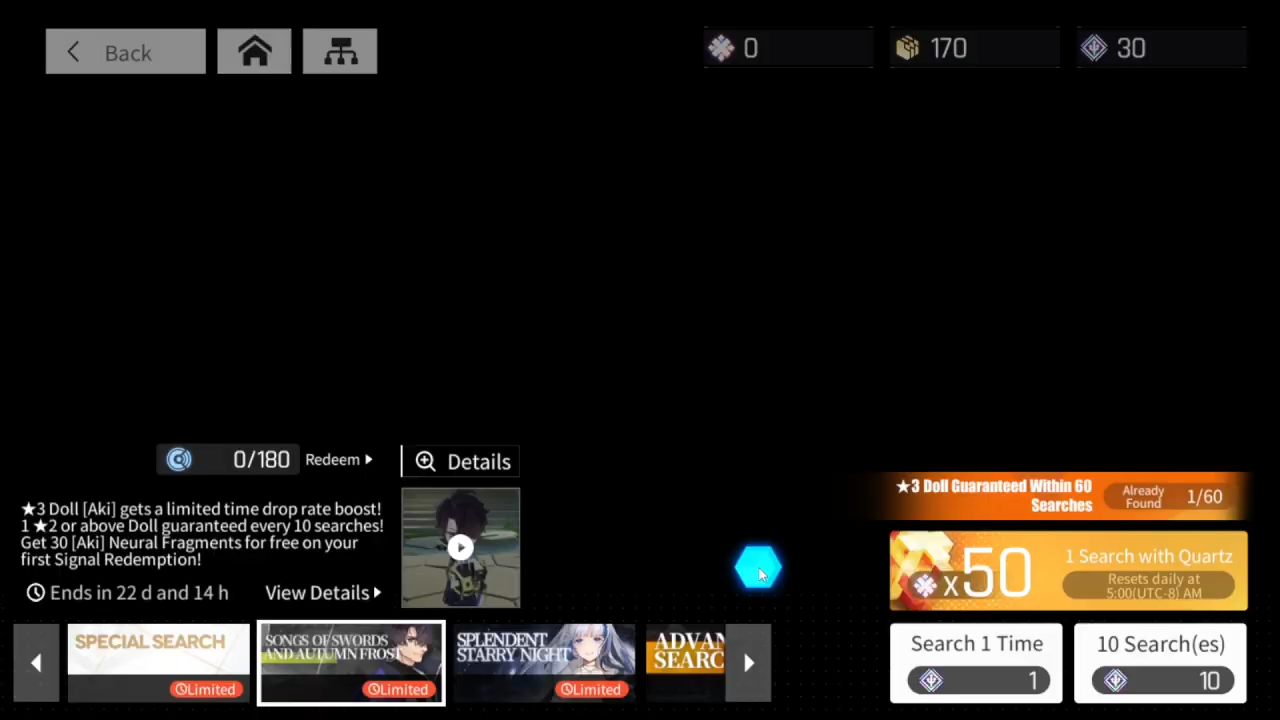 Back
0
170
30
0/180
Redeem
Details
★3 Doll [Aki] gets a limited time drop rate boost!
1 ★2 or above Doll guaranteed every 10 searches!
Get 30 [Aki] Neural Fragments for free on your
first Signal Redemption!
Ends in 22 d and 14 h
View Details
★3 Doll Guaranteed Within 60
Searches
Already
Found
1/60
x50
1 Search with Quartz
Resets daily at
5:00(UTC-8) AM
SPECIAL SEARCH
Limited
SONGS OF SWORDS
AND AUTUMN FROST
Limited
SPLENDENT
STARRY NIGHT
Limited
ADVAN
SEARC
Search 1 Time
1
10 Search(es)
10